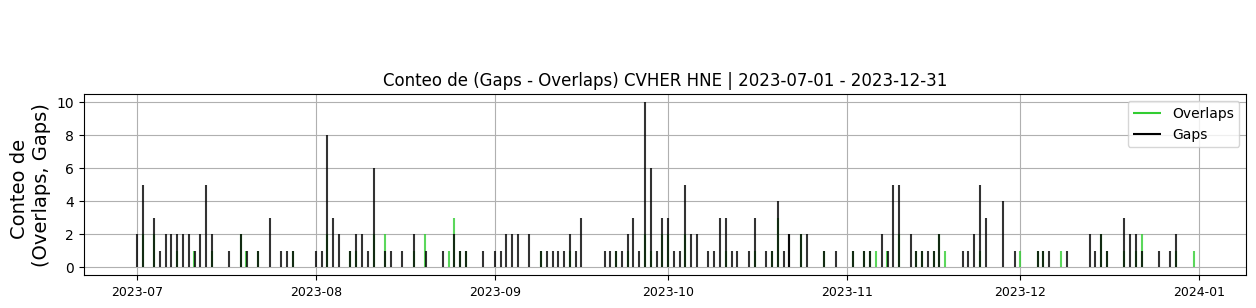 Conteo de (Gaps - Overlaps) CVHER HNE | 2023-07-01 - 2023-12-31
Conteo de
(Overlaps, Gaps)
10
8
6
4
2
0
Overlaps
Gaps
2023-07
2023-08
2023-09
2023-10
2023-11
2023-12
2024-01